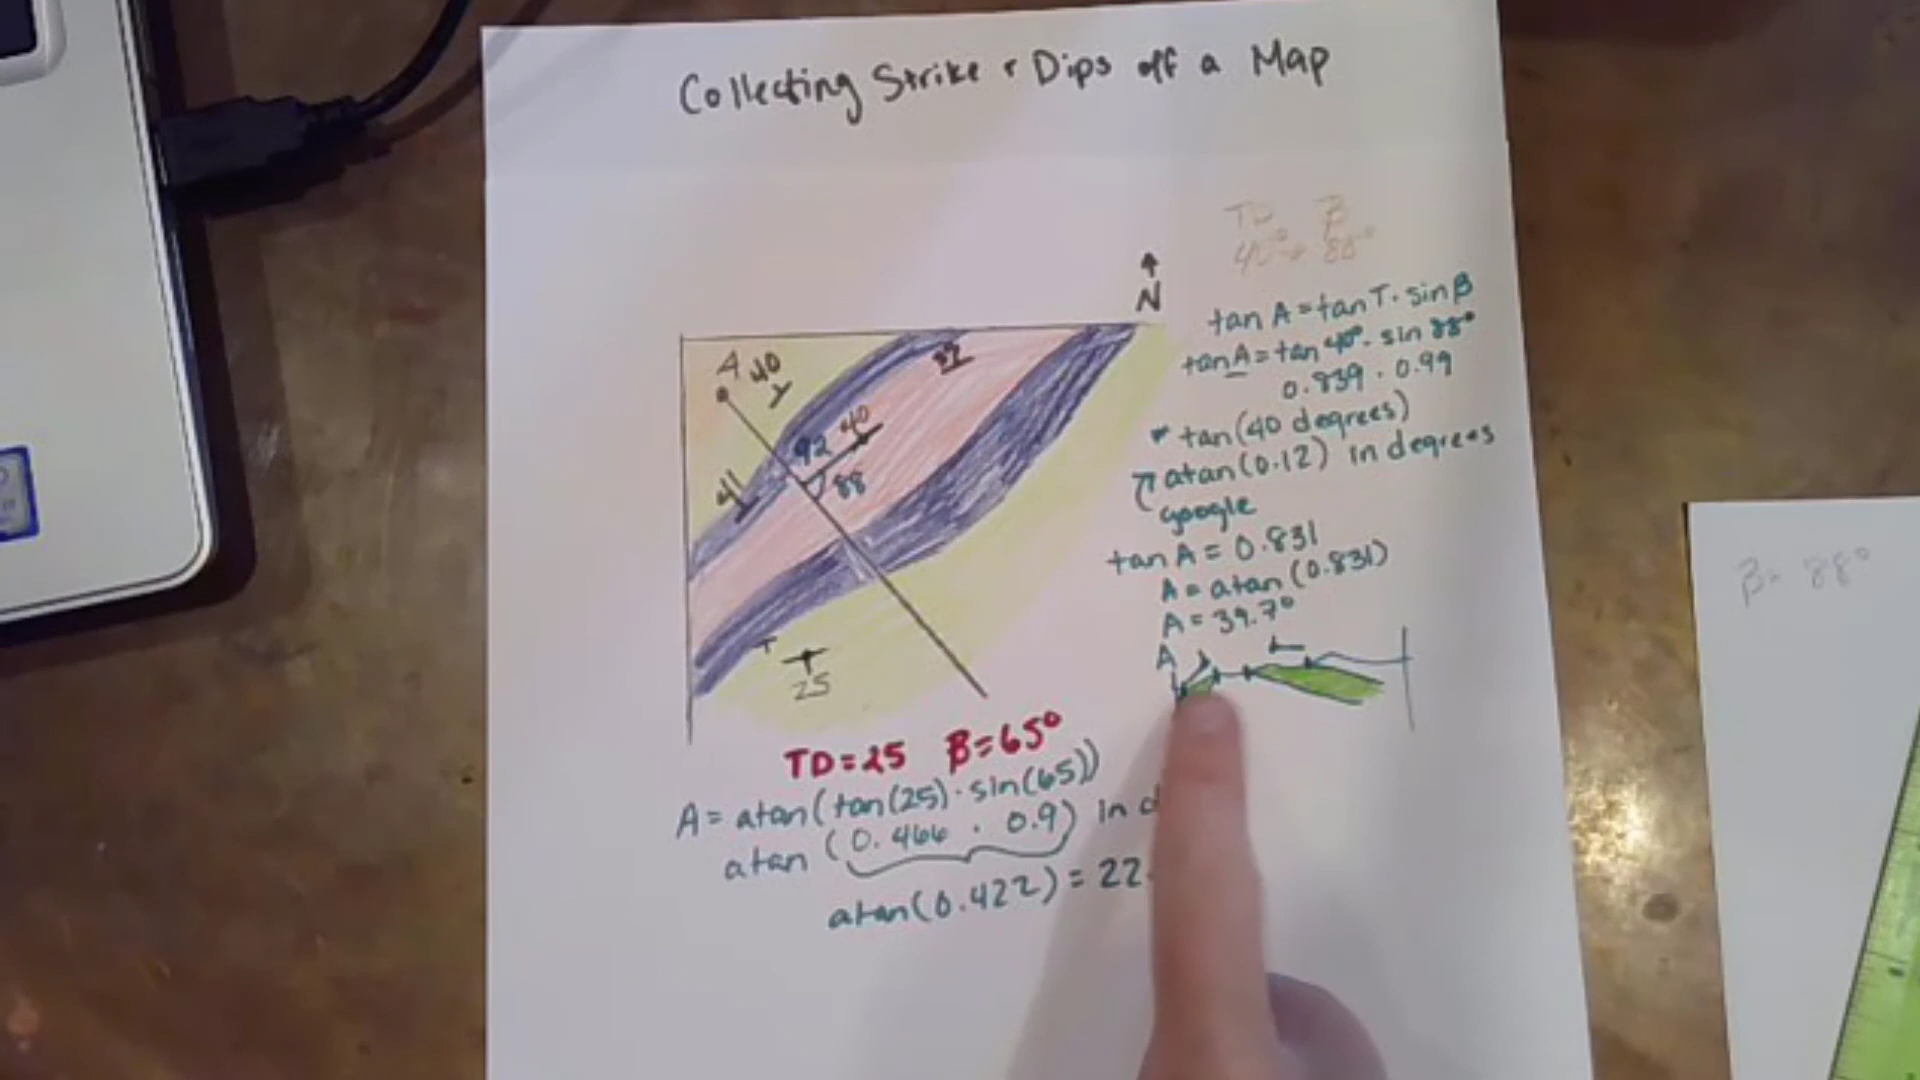 Collecting Strike & Dips off a Map
TD β
40° 88°
N
tan A = tan T · sin β
tan A = tan 40° · sin 88°
0.839 · 0.99
tan(40 degrees)
atan(0.12) in degrees
google
tan A = 0.831
A = atan(0.831)
A = 39.7°
A
A 40
92 40
88
41
25
TD=25 β=65°
A = atan(tan(25) · sin(65))
atan (0.466 · 0.9) in
atan(0.422) = 22
β= 88°